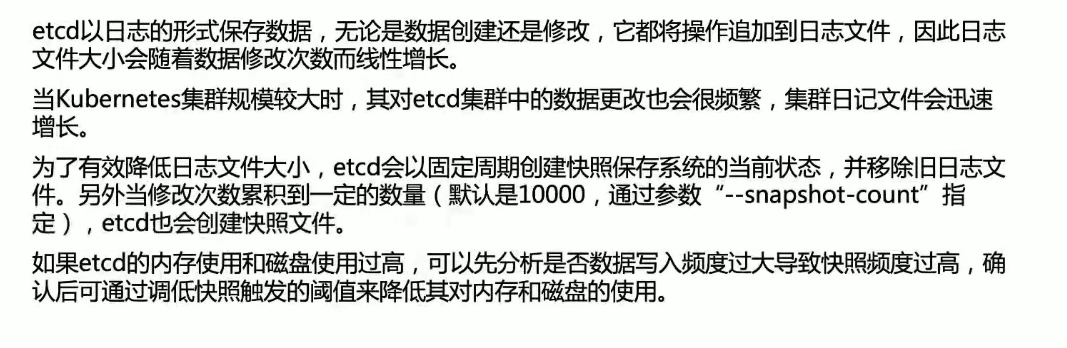 etcd以日志的形式保存数据，无论是数据创建还是修改，它都将操作追加到日志文件，因此日志
文件大小会随着数据修改次数而线性增长。
当Kubernetes集群规模较大时，其对etcd集群中的数据更改也会很频繁，集群日记文件会迅速
增长。
为了有效降低日志文件大小，etcd会以固定周期创建快照保存系统的当前状态，并移除旧日志文
件。另外当修改次数累积到一定的数量（默认是10000，通过参数“--snapshot-count”指
定），etcd也会创建快照文件。
如果etcd的内存使用和磁盘使用过高，可以先分析是否数据写入频度过大导致快照频度过高，确
认后可通过调低快照触发的阈值来降低其对内存和磁盘的使用。